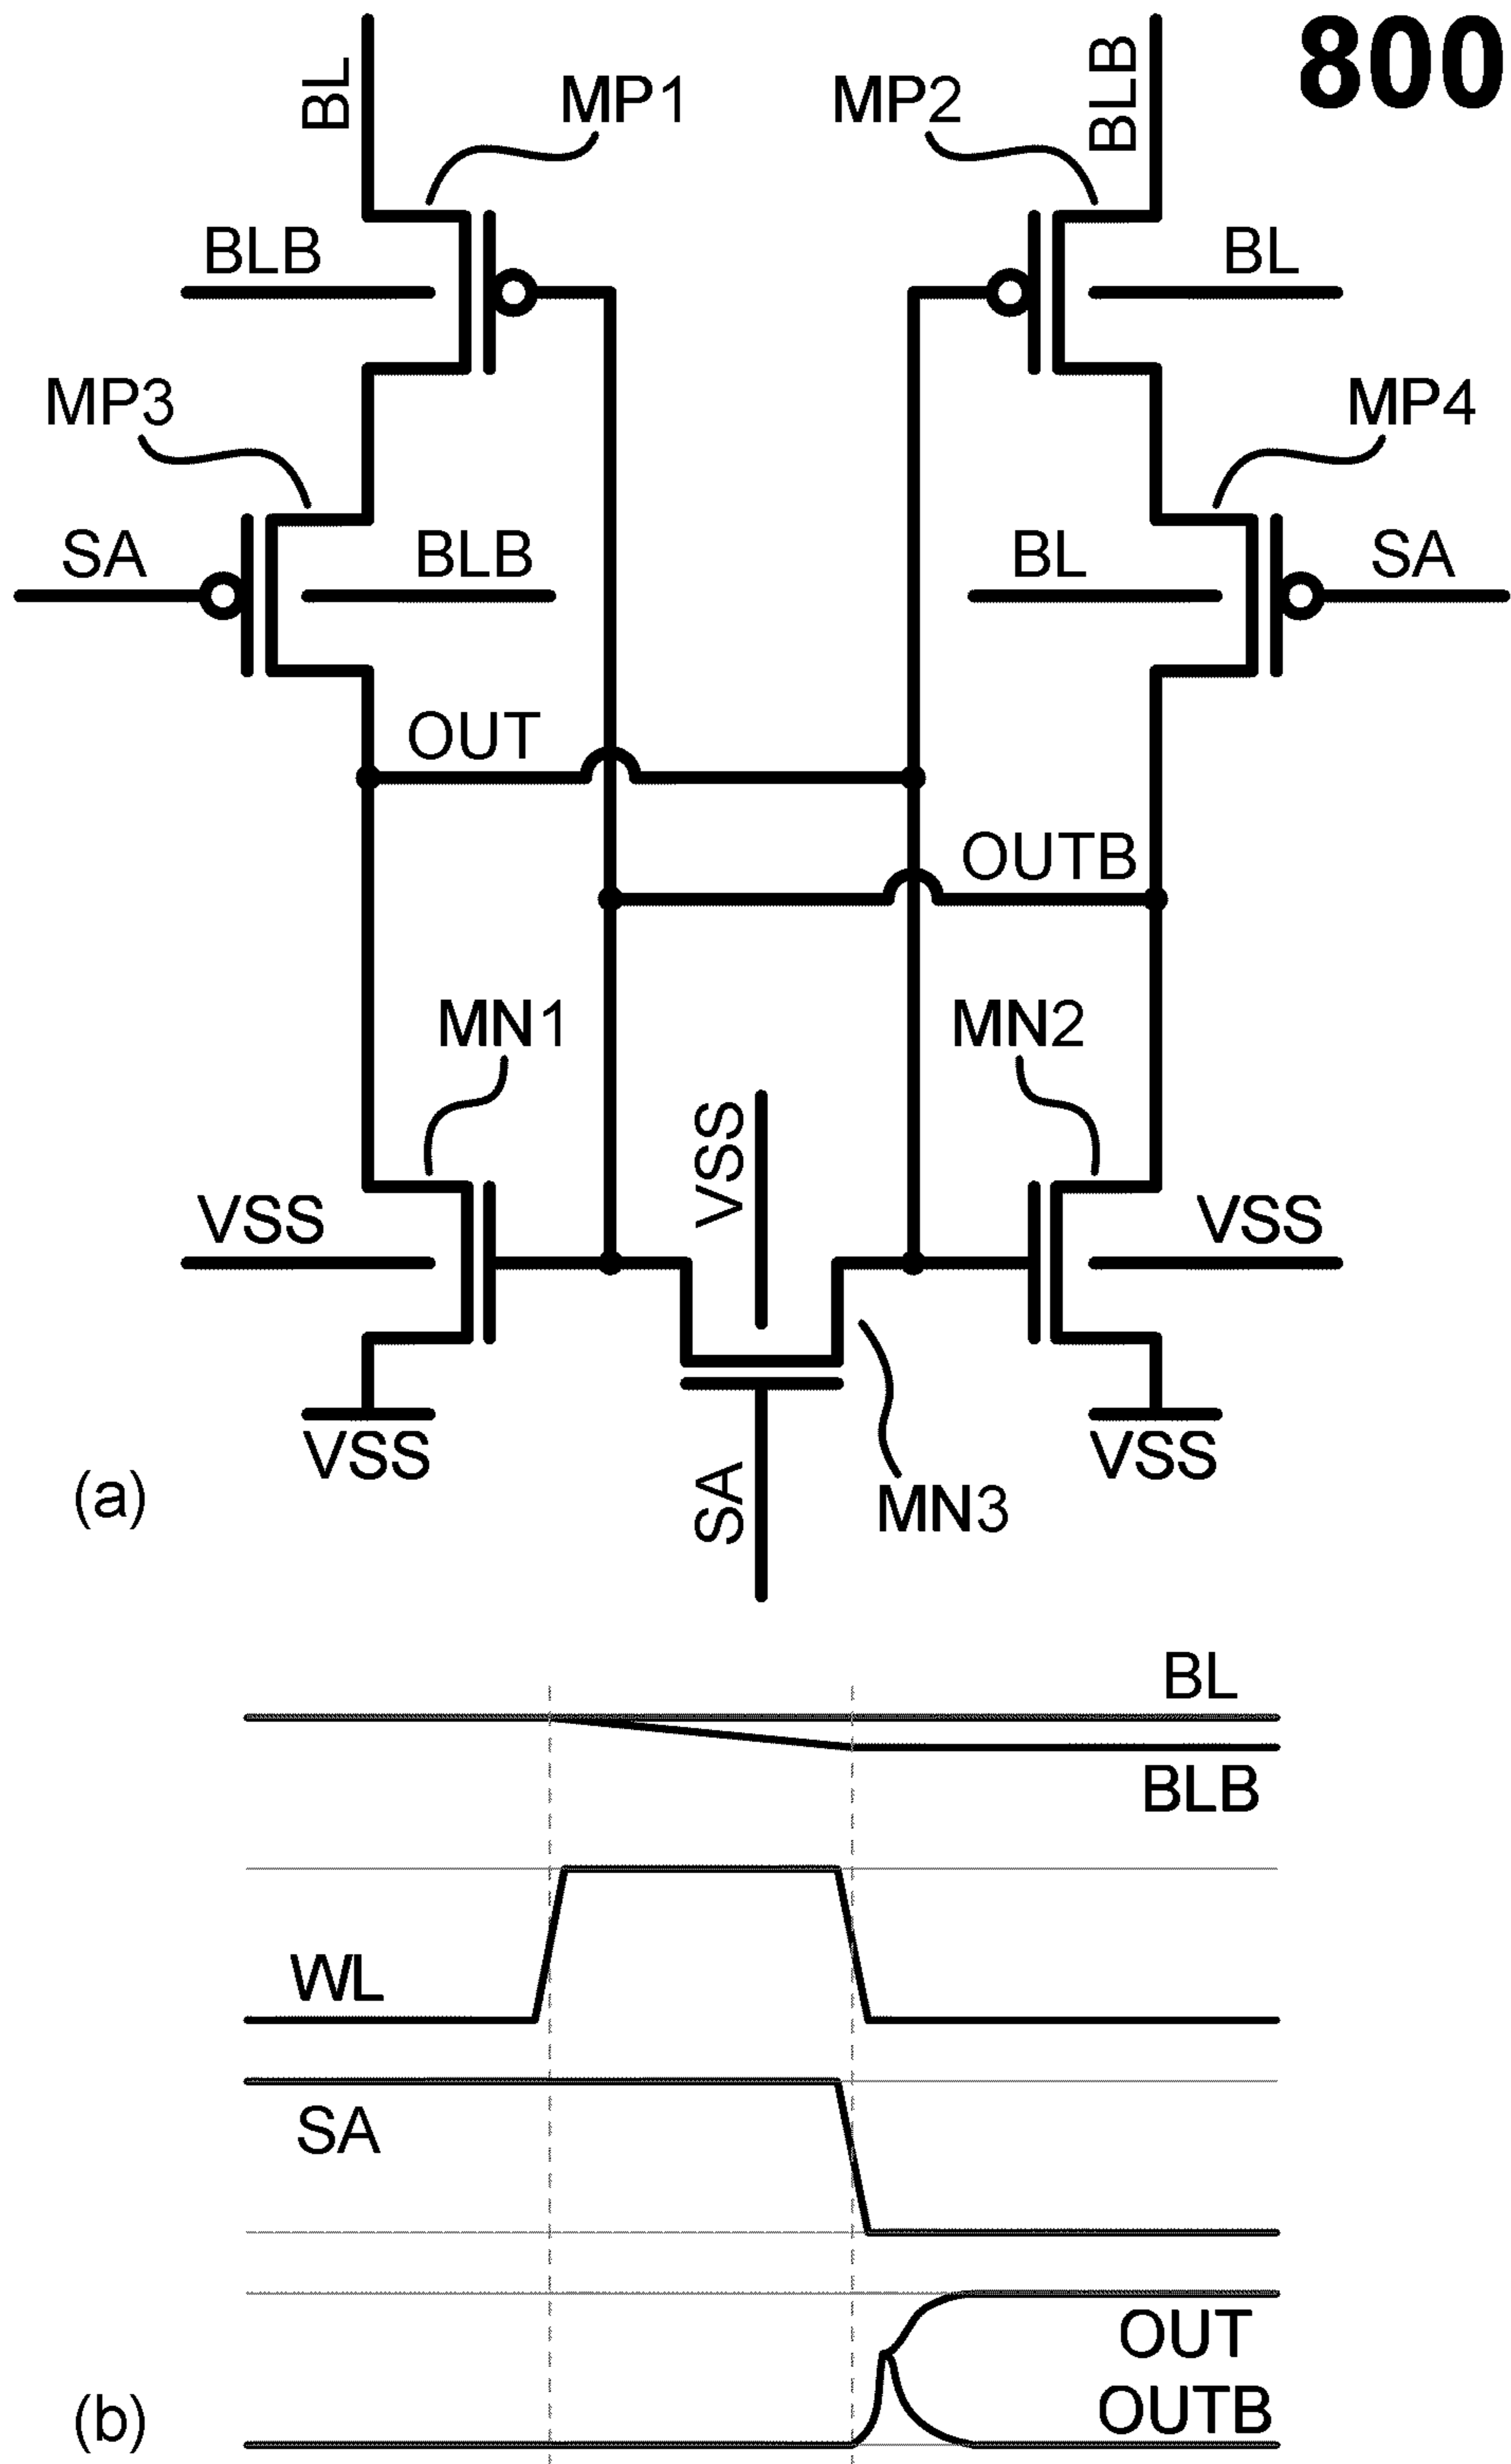 800
BL
MP1
MP2
BLB
BLB
BL
MP3
MP4
SA
BLB
BL
SA
OUT
OUTB
MN1
MN2
VSS
VSS
VSS
VSS
VSS
SA
MN3
(a)
BL
BLB
WL
SA
OUT
OUTB
(b)